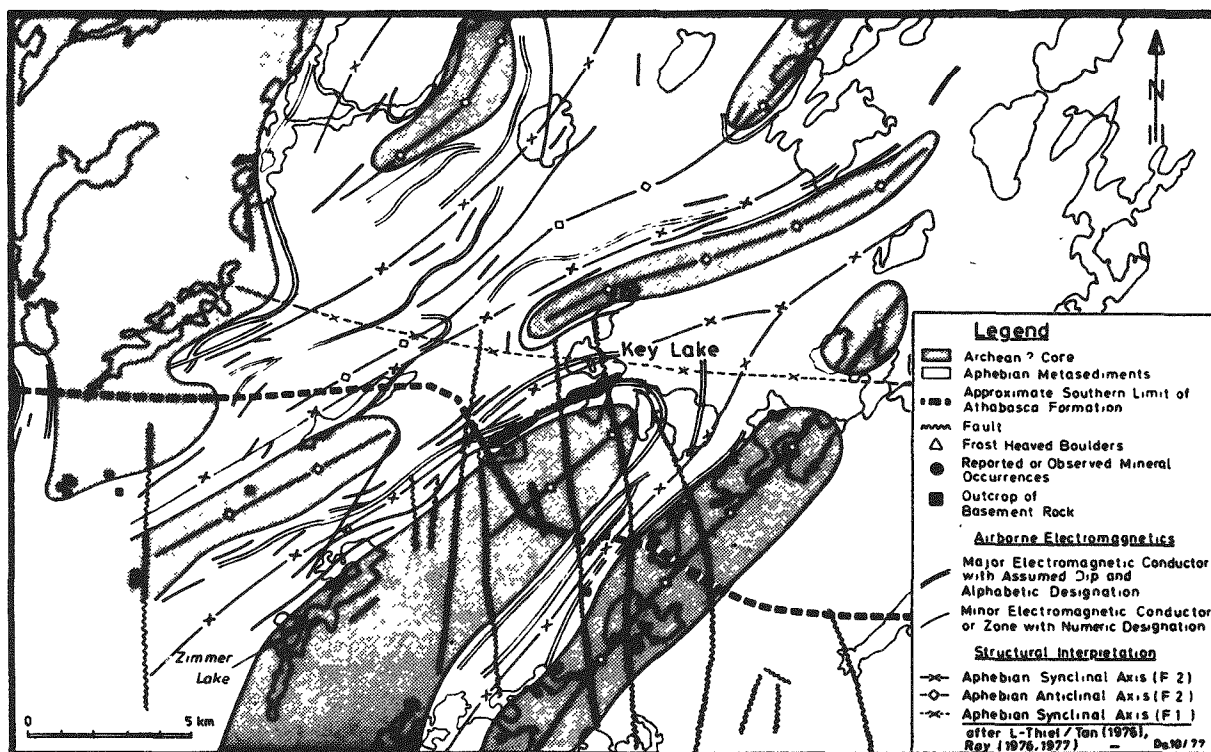 N
Key Lake
Zimmer
Lake
0 5 km
Legend
Archean ? Core
Aphebian Metasediments
Approximate Southern Limit of
Athabasca Formation
Fault
Frost Heaved Boulders
Reported or Observed Mineral
Occurrences
Outcrop of
Basement Rock
Airborne Electromagnetics
Major Electromagnetic Conductor
with Assumed Dip and
Alphabetic Designation
Minor Electromagnetic Conductor
or Zone with Numeric Designation
Structural Interpretation
Aphebian Synclinal Axis (F 2)
Aphebian Anticlinal Axis (F 2)
Aphebian Synclinal Axis (F 1)
after L-Thiel / Tan (1976),
Ray (1976, 1977) –